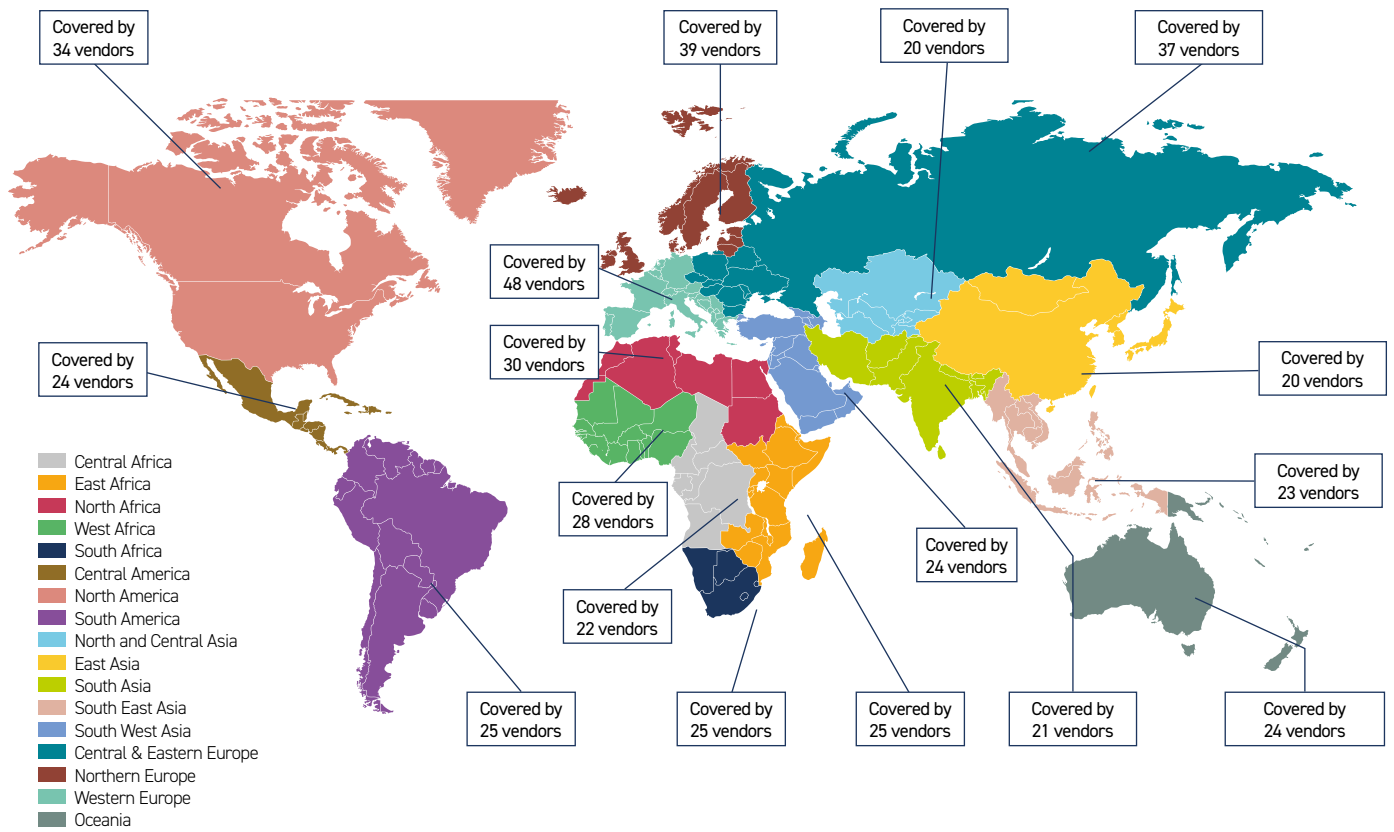 Covered by
34 vendors
Covered by
39 vendors
Covered by
20 vendors
Covered by
37 vendors
Covered by
48 vendors
Covered by
30 vendors
Covered by
24 vendors
Covered by
20 vendors
Covered by
23 vendors
Covered by
28 vendors
Covered by
24 vendors
Covered by
22 vendors
Covered by
25 vendors
Covered by
25 vendors
Covered by
25 vendors
Covered by
21 vendors
Covered by
24 vendors
Central Africa
East Africa
North Africa
West Africa
South Africa
Central America
North America
South America
North and Central Asia
East Asia
South Asia
South East Asia
South West Asia
Central & Eastern Europe
Northern Europe
Western Europe
Oceania